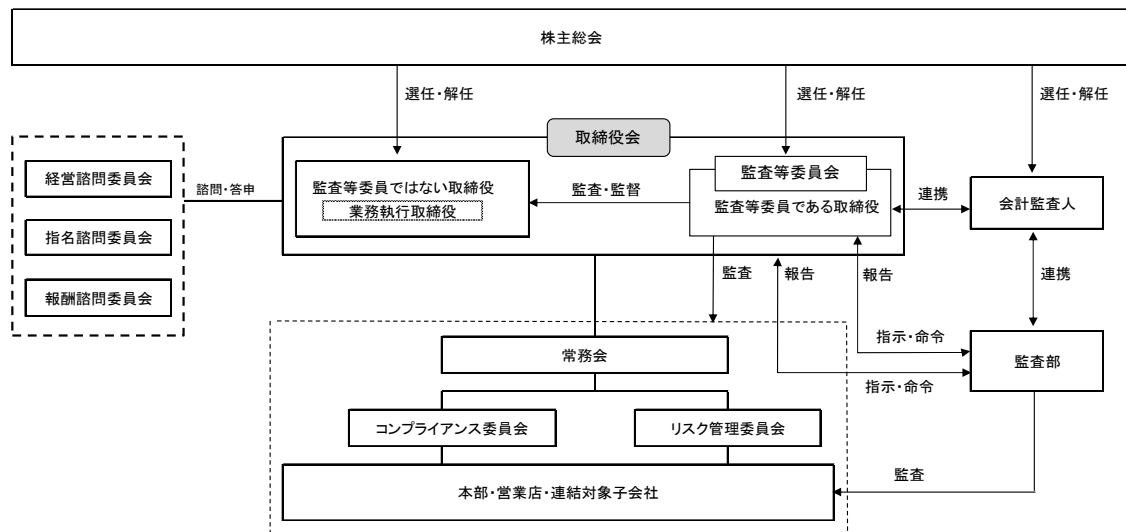 株主総会
選任・解任
選任・解任
選任・解任
取締役会
経営諮問委員会
指名諮問委員会
報酬諮問委員会
諮問・答申
監査等委員ではない取締役
業務執行取締役
監査・監督
監査等委員会
監査等委員である取締役
連携
会計監査人
監査
報告
報告
連携
指示・命令
指示・命令
監査部
常務会
コンプライアンス委員会
リスク管理委員会
本部・営業店・連結対象子会社
監査